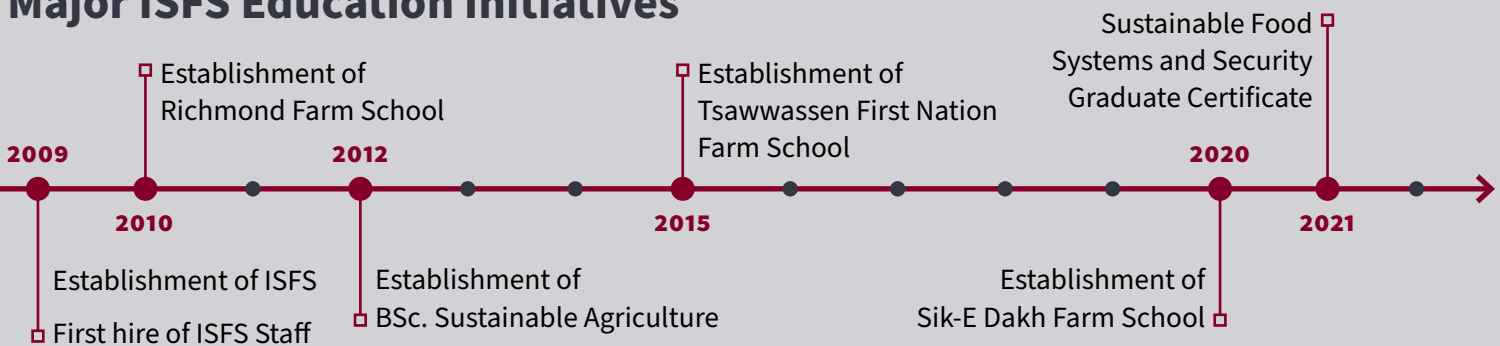 Major ISFS Education Initiatives
Sustainable Food
Systems and Security
Graduate Certificate
Establishment of
Richmond Farm School
Establishment of
Tsawwassen First Nation
Farm School
2009
2012
2020
2010
2015
2021
Establishment of ISFS
First hire of ISFS Staff
Establishment of
BSc. Sustainable Agriculture
Establishment of
Sik-E Dakh Farm School